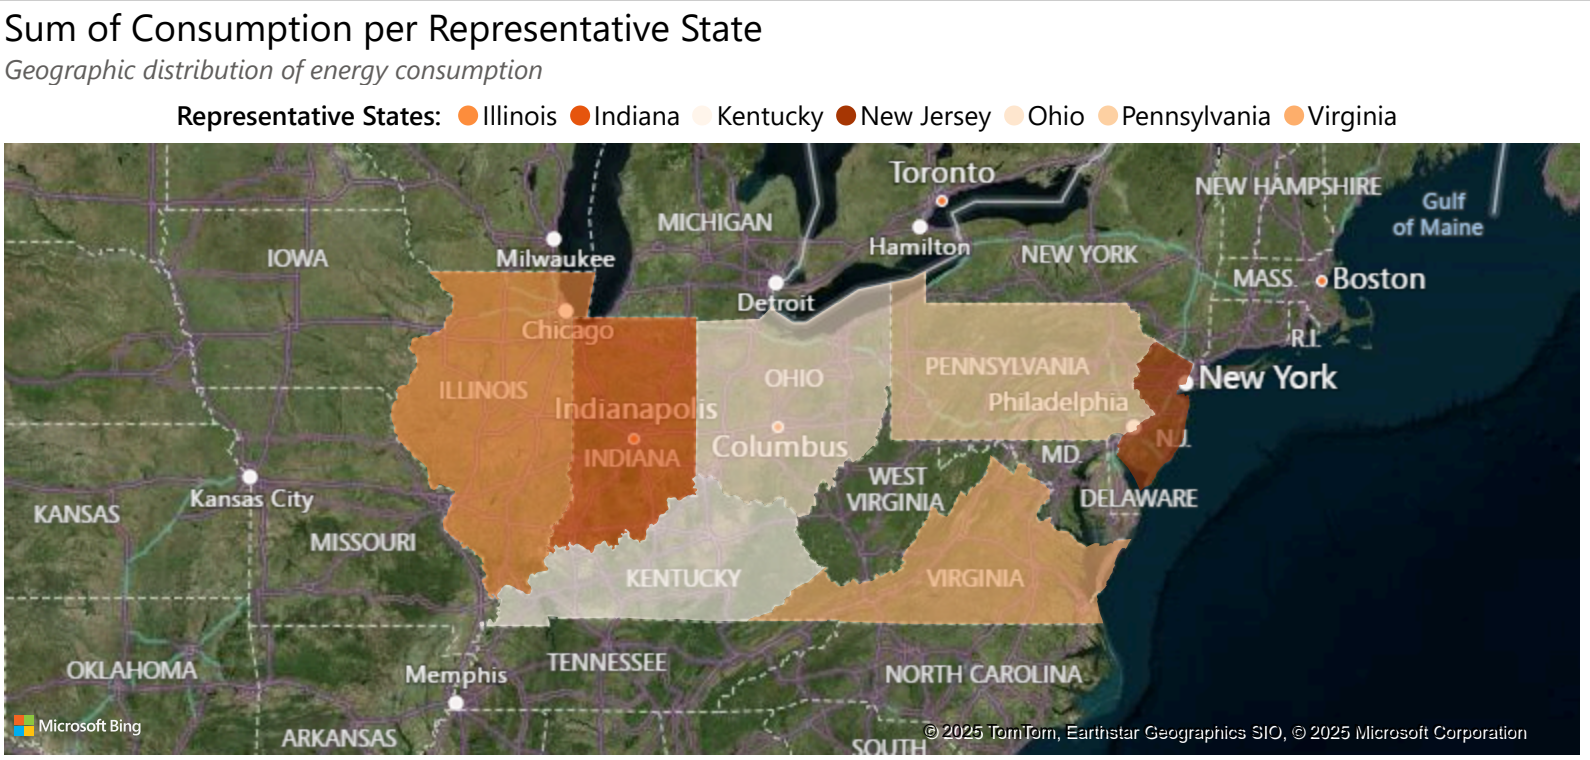 Sum of Consumption per Representative State
Geographic distribution of energy consumption
Representative States: Illinois Indiana Kentucky New Jersey Ohio Pennsylvania Virginia
Toronto
NEW HAMPSHIRE
Gulf
of Maine
MICHIGAN
Hamilton
IOWA
Milwaukee
NEW YORK
MASS.
Boston
Detroit
Chicago
R.I.
PENNSYLVANIA
New York
OHIO
ILLINOIS
Philadelphia
Indianapolis
Columbus
N.J.
INDIANA
MD.
WEST
VIRGINIA
DELAWARE
Kansas City
KANSAS
MISSOURI
KENTUCKY
VIRGINIA
OKLAHOMA
Memphis
TENNESSEE
NORTH CAROLINA
Microsoft Bing
ARKANSAS
SOUTH
© 2025 TomTom, Earthstar Geographics SIO, © 2025 Microsoft Corporation